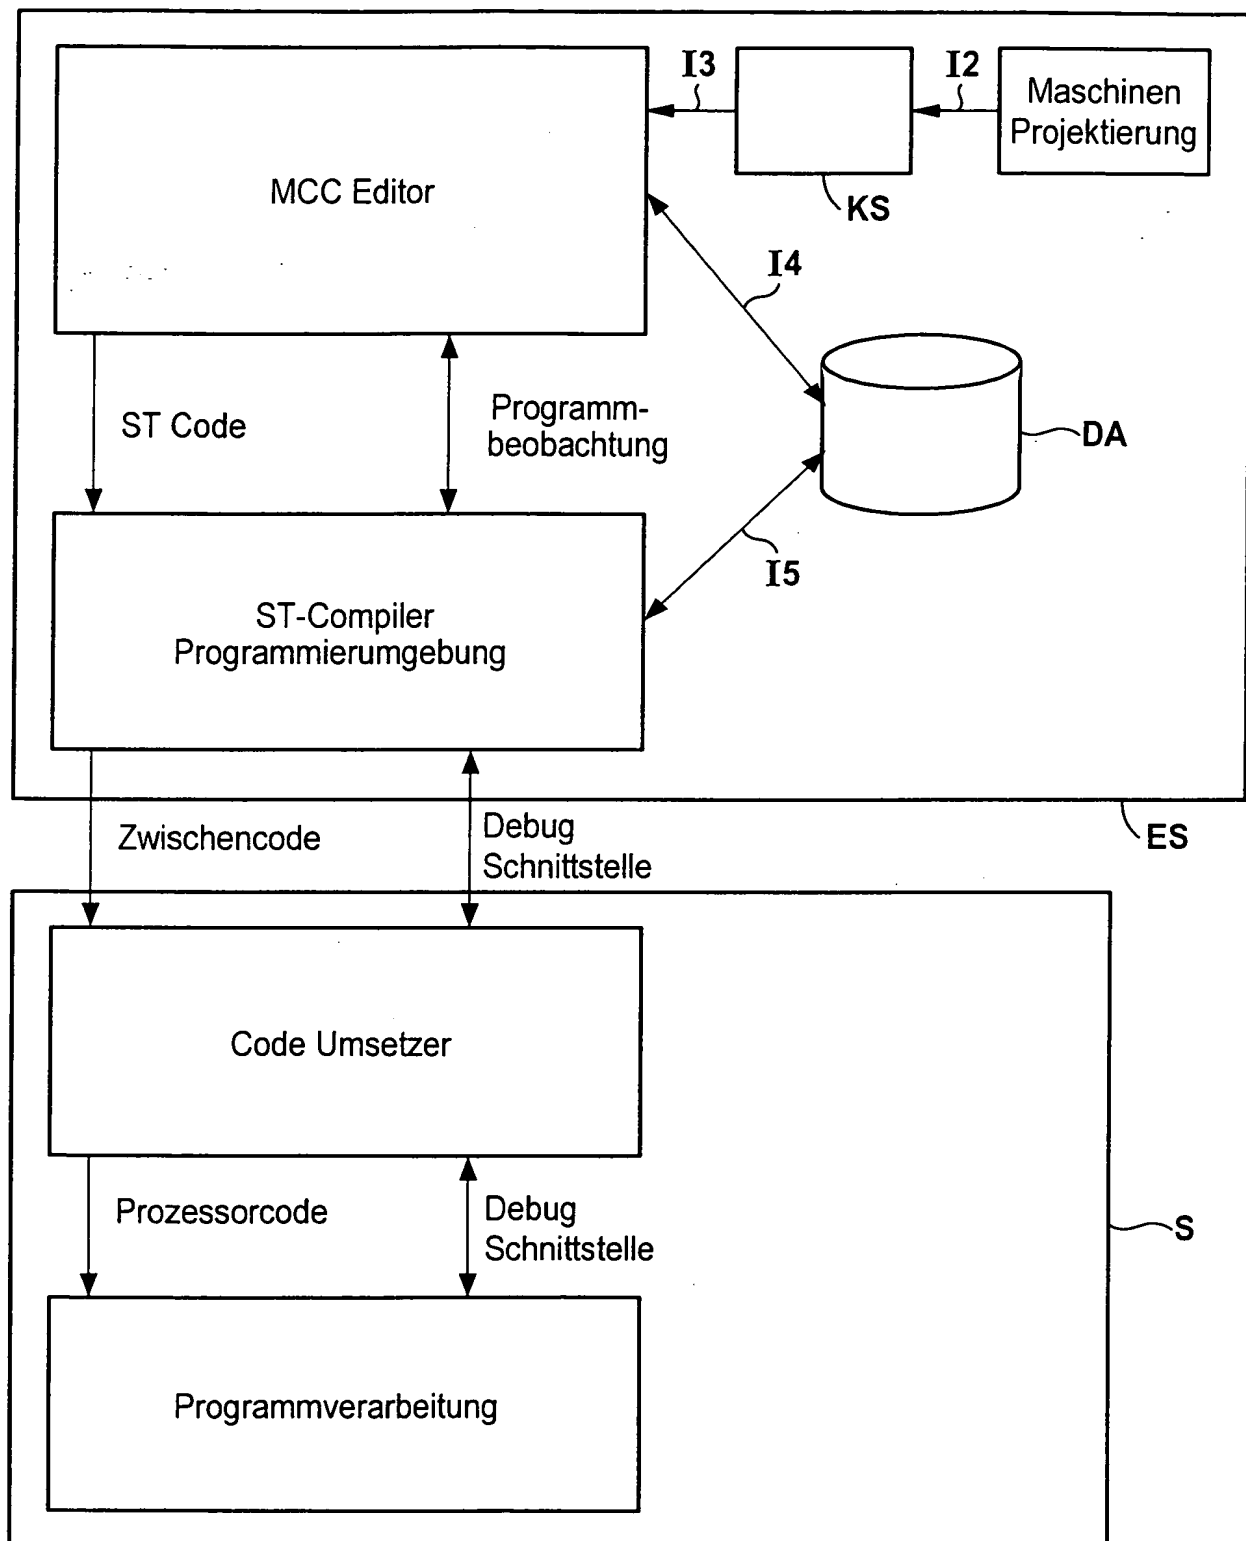 I3
I2
Maschinen
Projektierung
MCC Editor
KS
I4
ST Code
Programm-
beobachtung
DA
I5
ST-Compiler
Programmierumgebung
Zwischencode
Debug
Schnittstelle
ES
Code Umsetzer
Prozessorcode
Debug
Schnittstelle
S
Programmverarbeitung